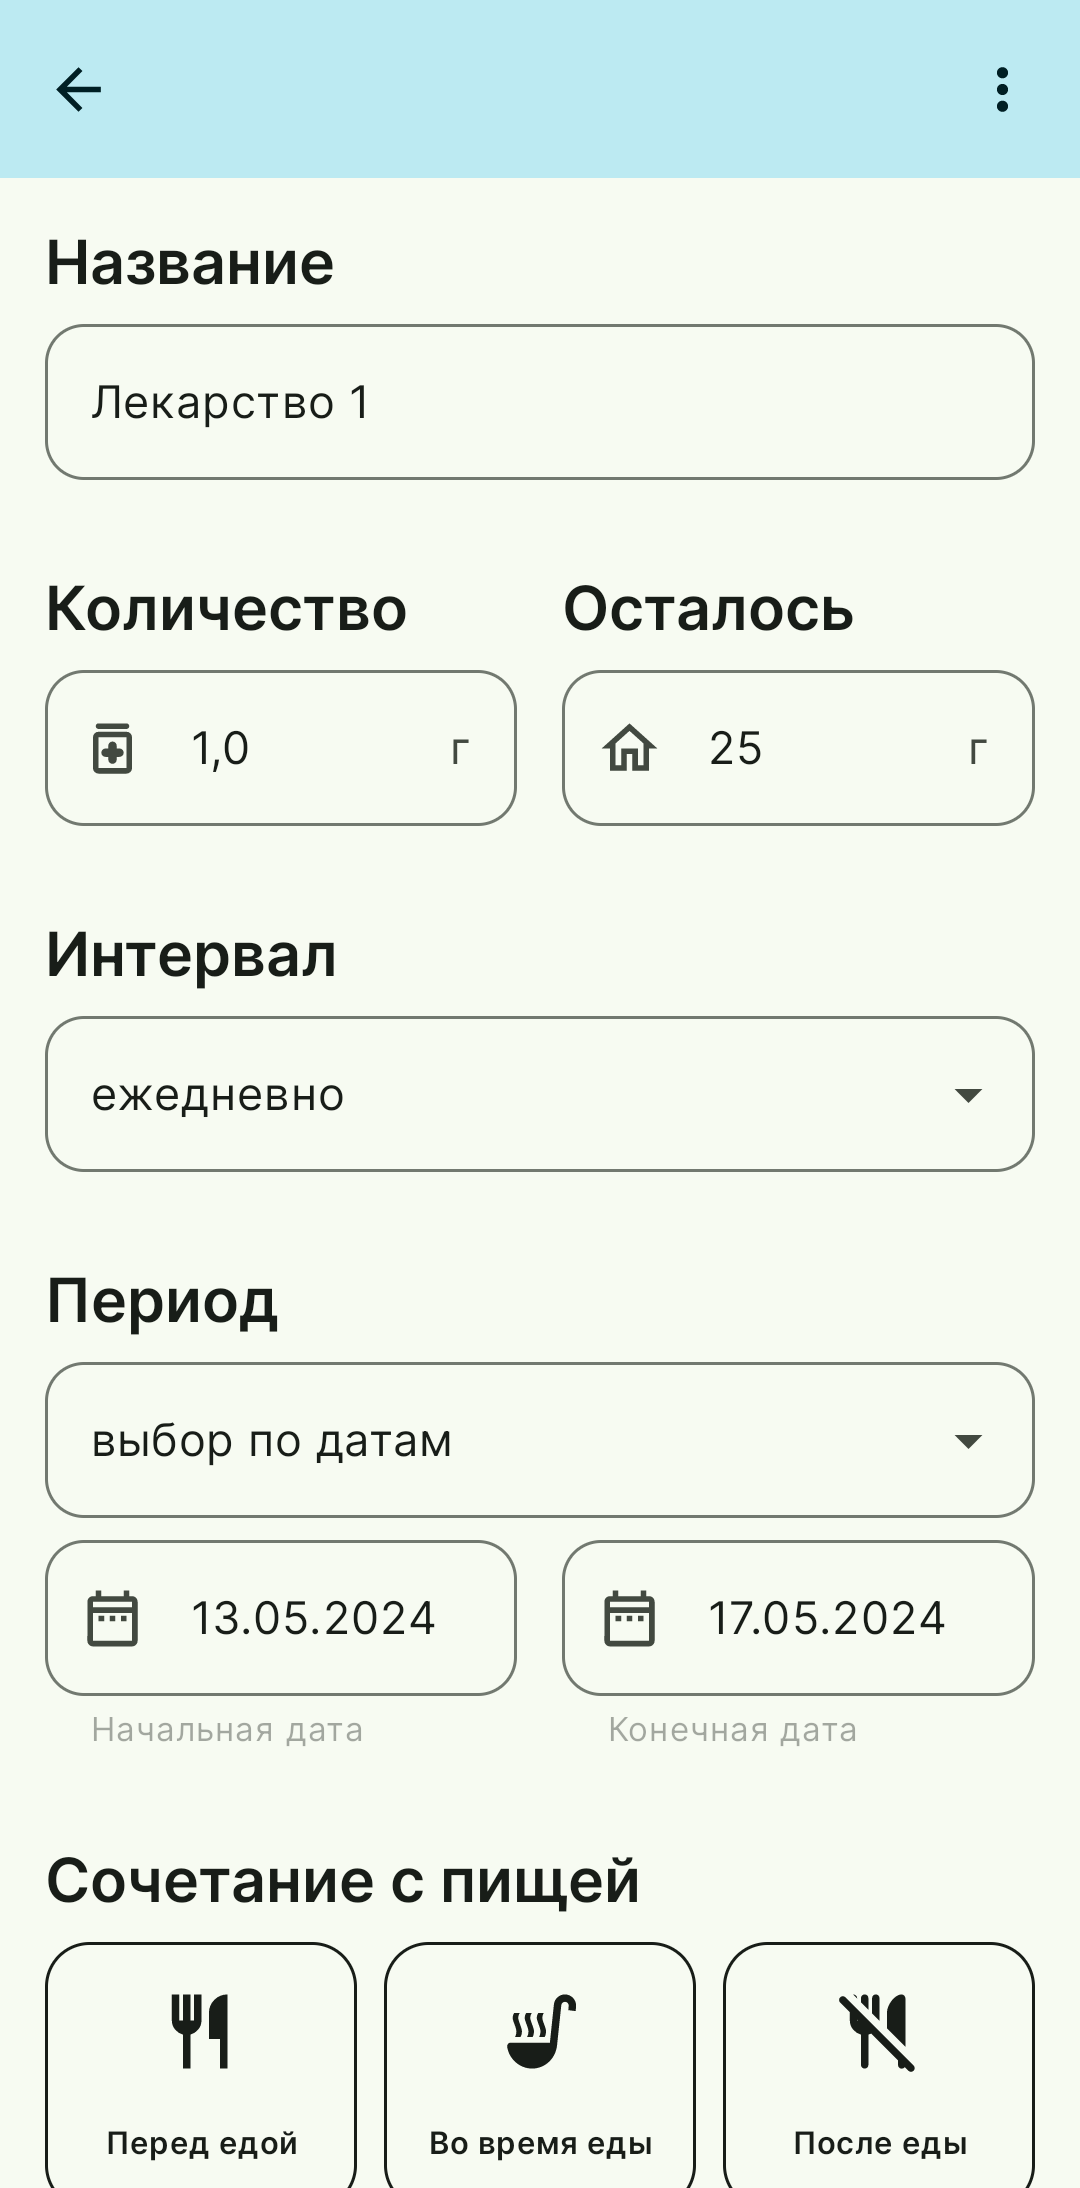 Название
Лекарство 1
Количество
Осталось
1,0 г
25 г
Интервал
ежедневно
Период
выбор по датам
13.05.2024
17.05.2024
Начальная дата
Конечная дата
Сочетание с пищей
Перед едой
Во время еды
После еды